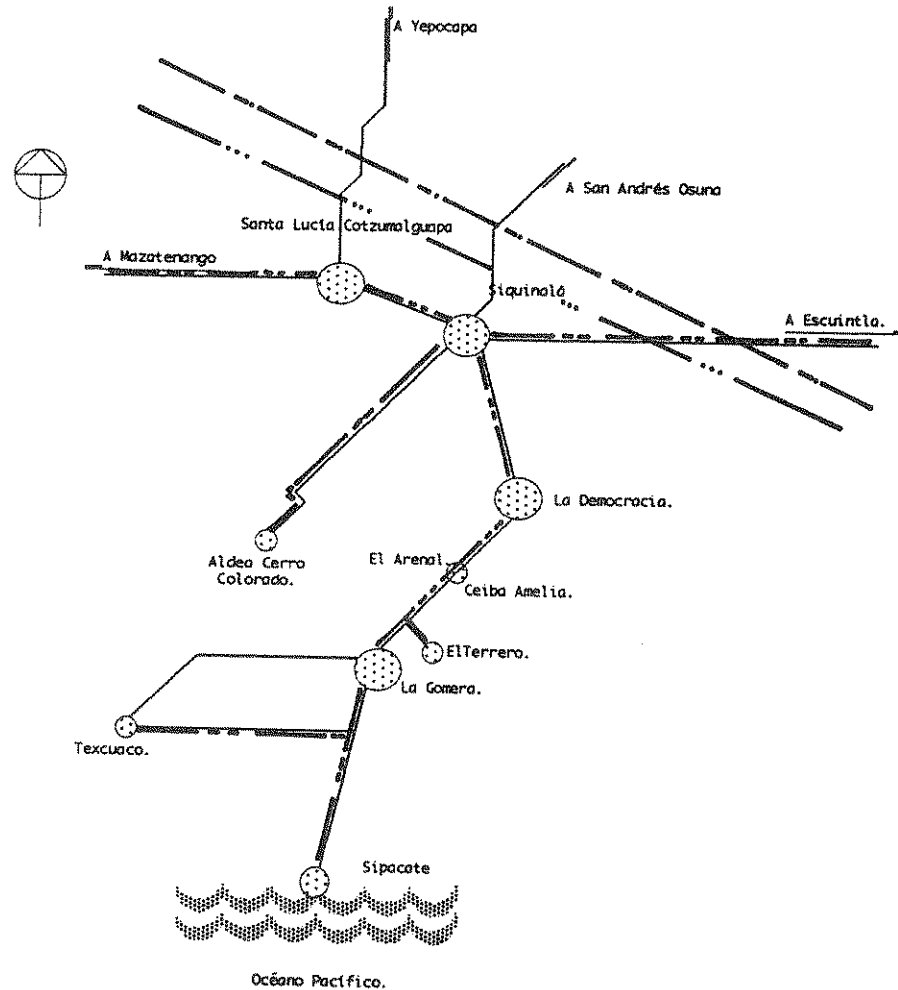 A Yepocapa
A San Andrés Osuna
Santa Lucía Cotzumalguapa
A Mazatenango
Siquinalá
A Escuintla.
La Democracia.
El Arenal.
Aldea Cerro
Colorado.
Ceiba Amelia.
ElTerrero.
La Gomera.
Texcuaco.
Sipacate
Océano Pacífico.